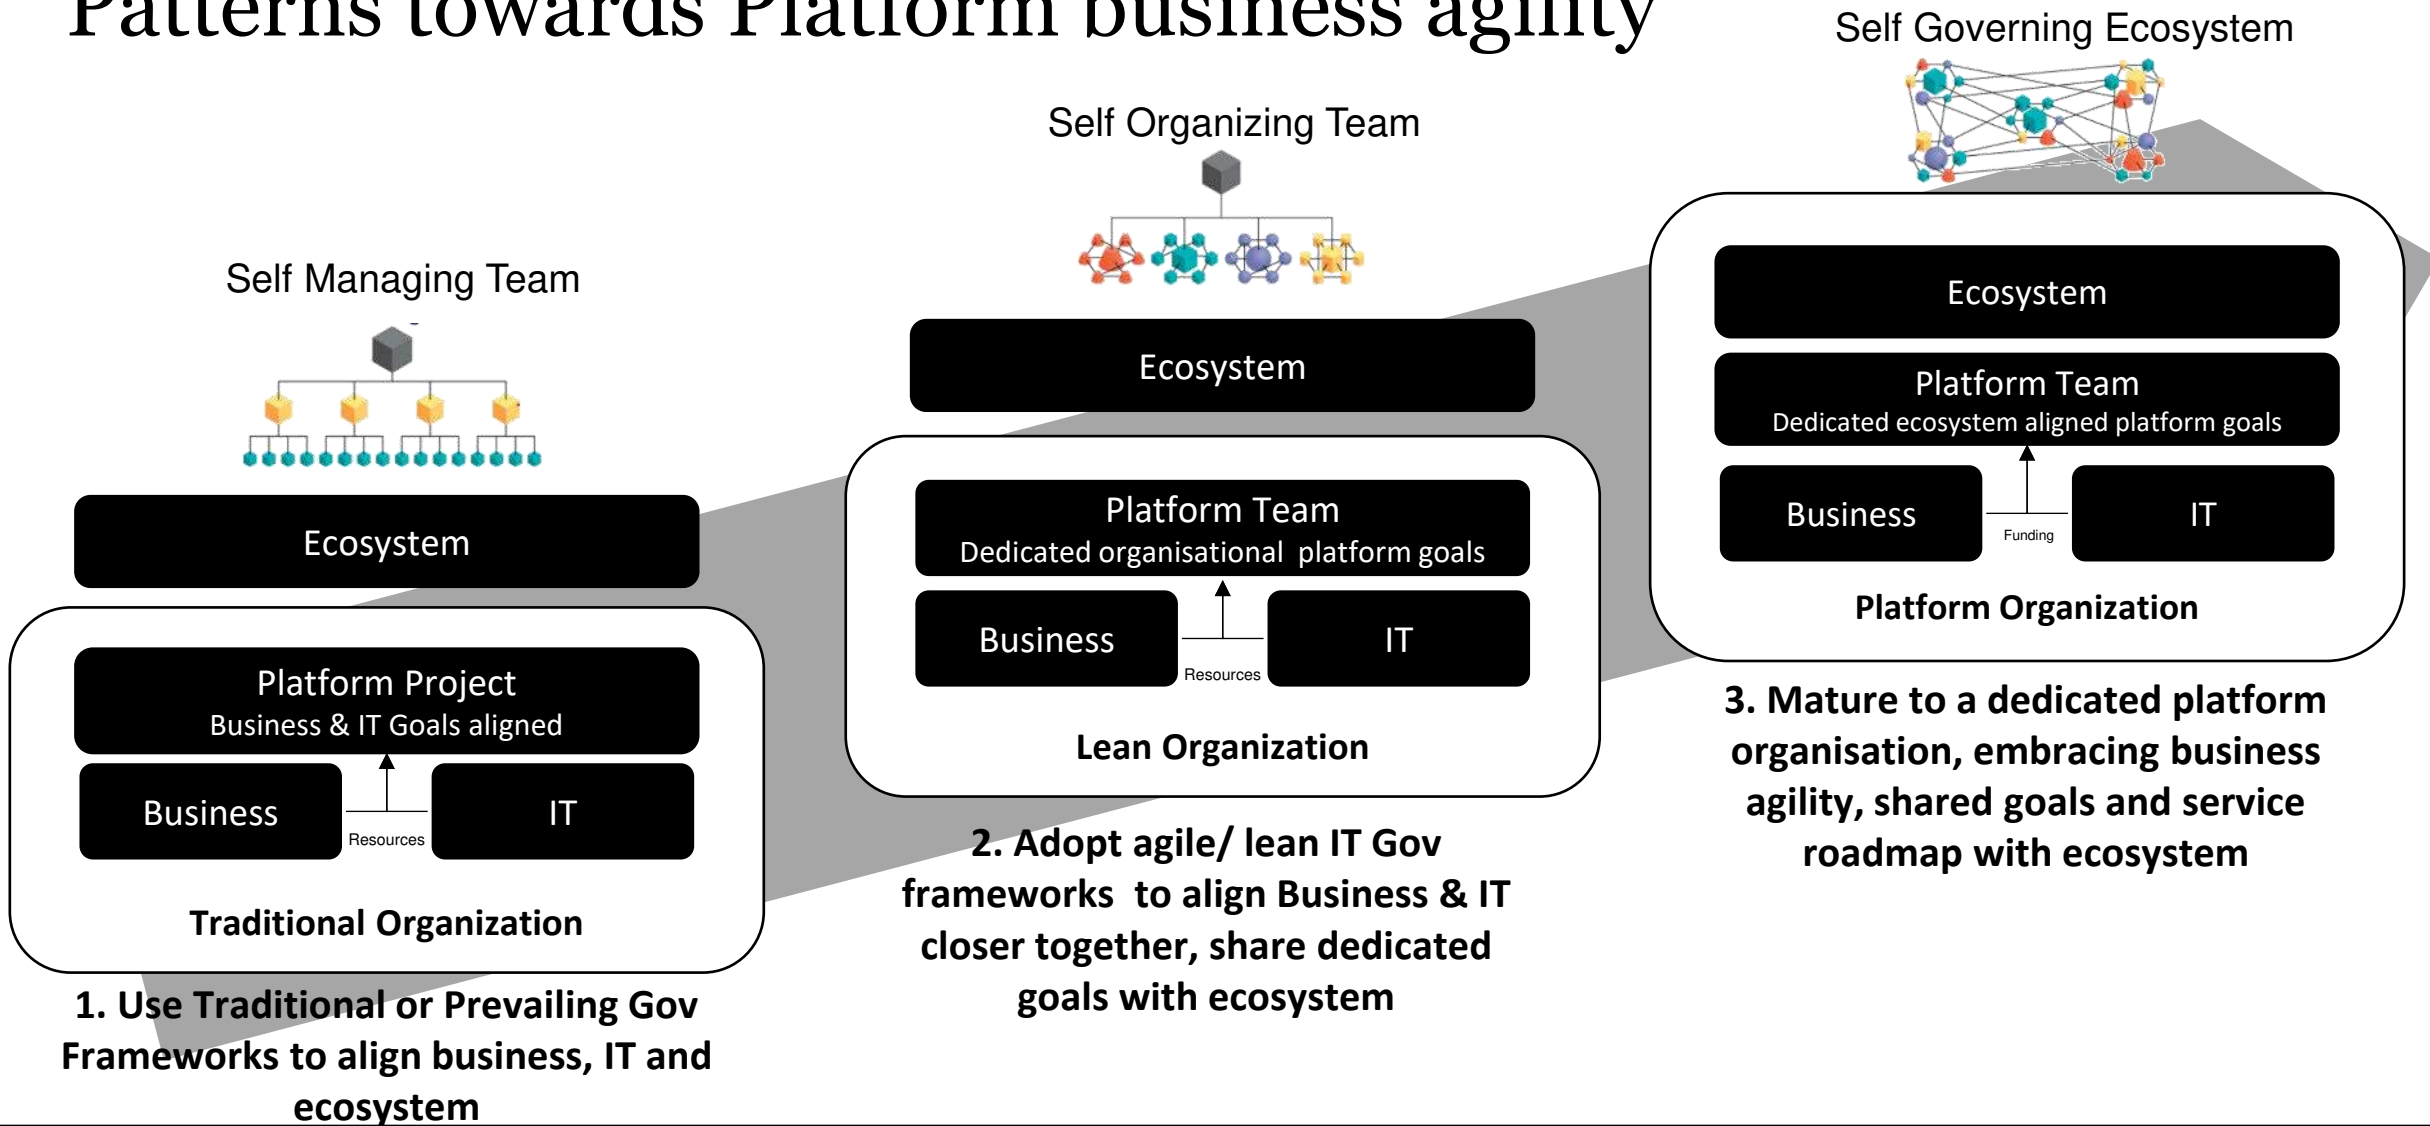 Patterns towards Platform business agility
Self Governing Ecosystem
Self Organizing Team
Self Managing Team
Ecosystem
Platform Project
Business & IT Goals aligned
Business
Resources
IT
Traditional Organization
1. Use Traditional or Prevailing Gov
Frameworks to align business, IT and
ecosystem
Ecosystem
Platform Team
Dedicated organisational  platform goals
Business
Resources
IT
Lean Organization
2. Adopt agile/ lean IT Gov
frameworks  to align Business & IT
closer together, share dedicated
goals with ecosystem
Ecosystem
Platform Team
Dedicated ecosystem aligned platform goals
Business
Funding
IT
Platform Organization
3. Mature to a dedicated platform
organisation, embracing business
agility, shared goals and service
roadmap with ecosystem